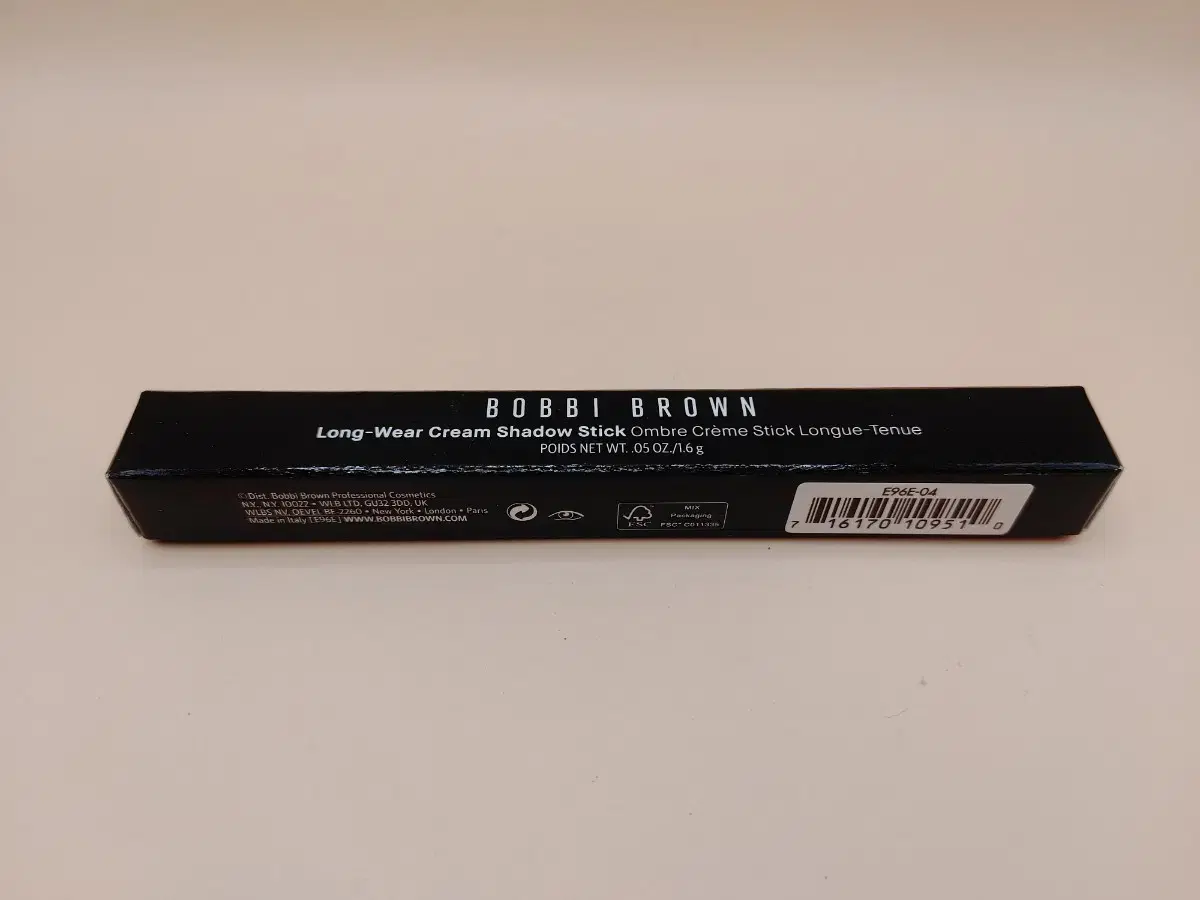 BOBBI BROWN
Long-Wear Cream Shadow Stick Ombre Crème Stick Longue-Tenue
POIDS NET WT. .05 OZ./1.6 g
©Dist. Bobbi Brown Professional Cosmetics
N.Y., N.Y. 10022 • WLB LTD, GU32 3DD, UK
WLBS NV, OEVEL BE-2260 • New York • London • Paris
Made in Italy [E96E] WWW.BOBBIBROWN.COM
FSC
MIX
Packaging
FSC® C011335
E96E-04
7 16170 10951 0